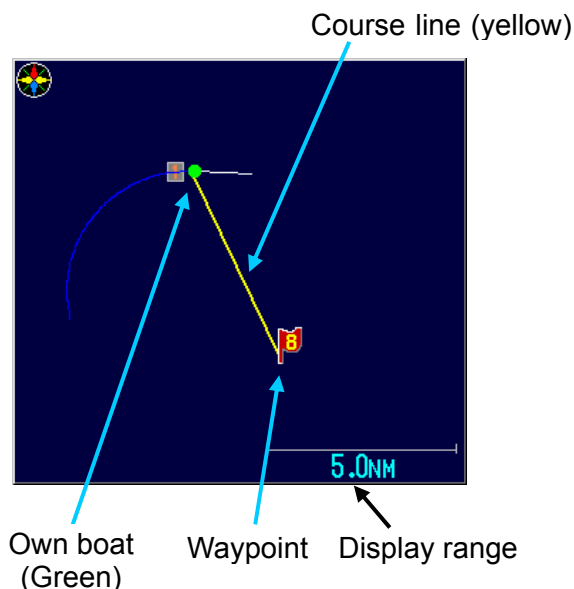 Course line (yellow)
8
5.0NM
Own boat
(Green)
Waypoint
Display range